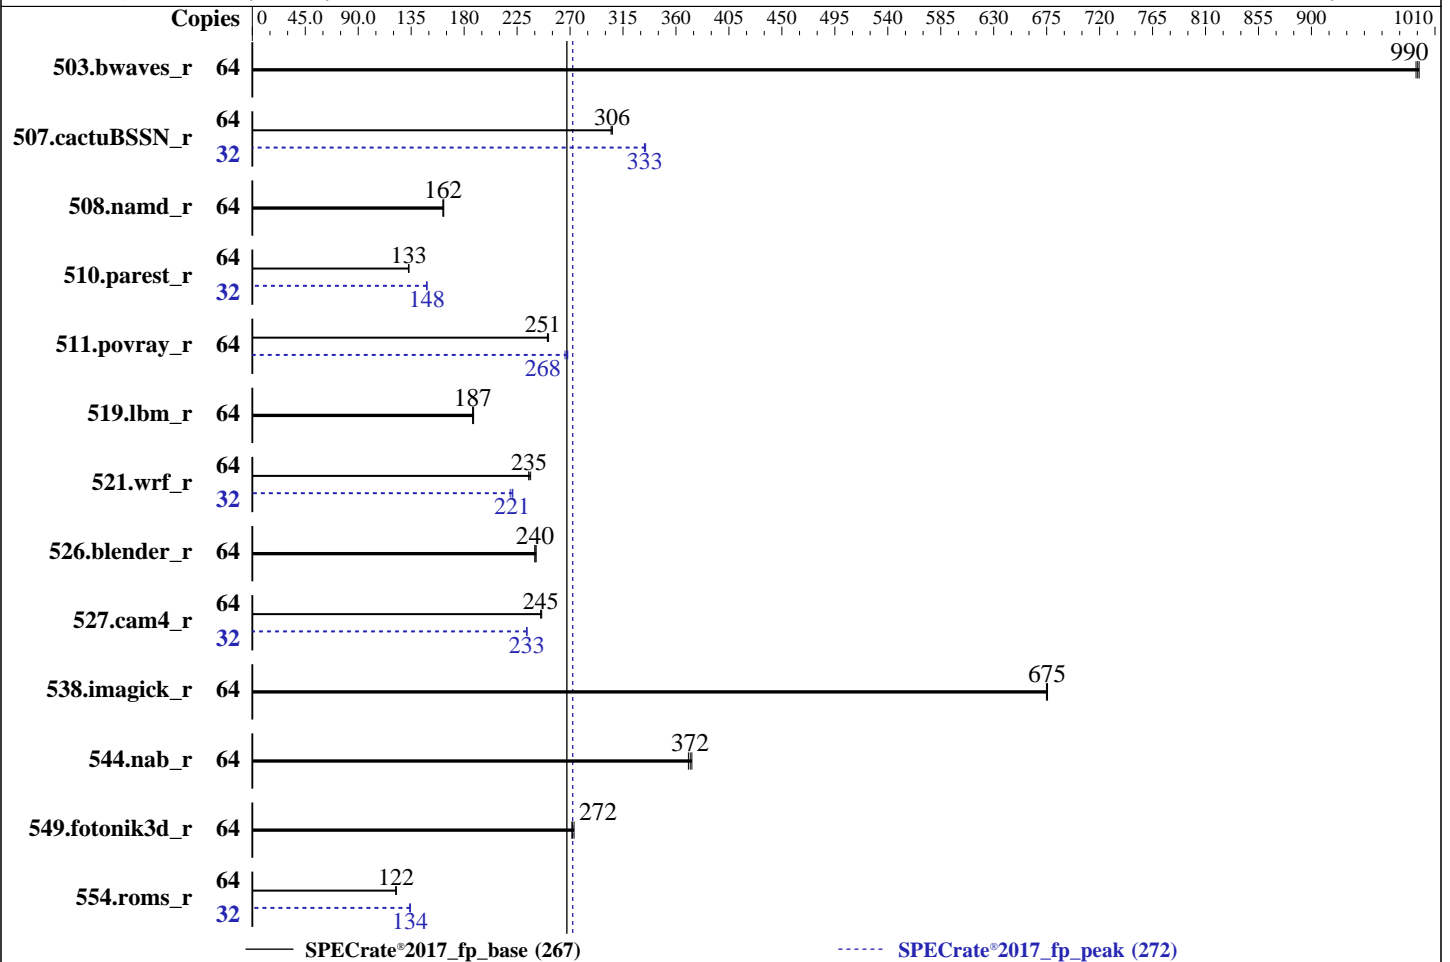 Copies 0 45.0 90.0 135 180 225 270 315 360 405 450 495 540 585 630 675 720 765 810 855 900 1010
990
503.bwaves_r 64
64 306
507.cactuBSSN_r
32 333
162
508.namd_r 64
64 133
510.parest_r
32 148
251
511.povray_r 64
268
187
519.lbm_r 64
64 235
521.wrf_r
32 221
240
526.blender_r 64
64 245
527.cam4_r
32 233
675
538.imagick_r 64
372
544.nab_r 64
272
549.fotonik3d_r 64
64 122
554.roms_r
32 134
SPECrate®2017_fp_base (267) SPECrate®2017_fp_peak (272)